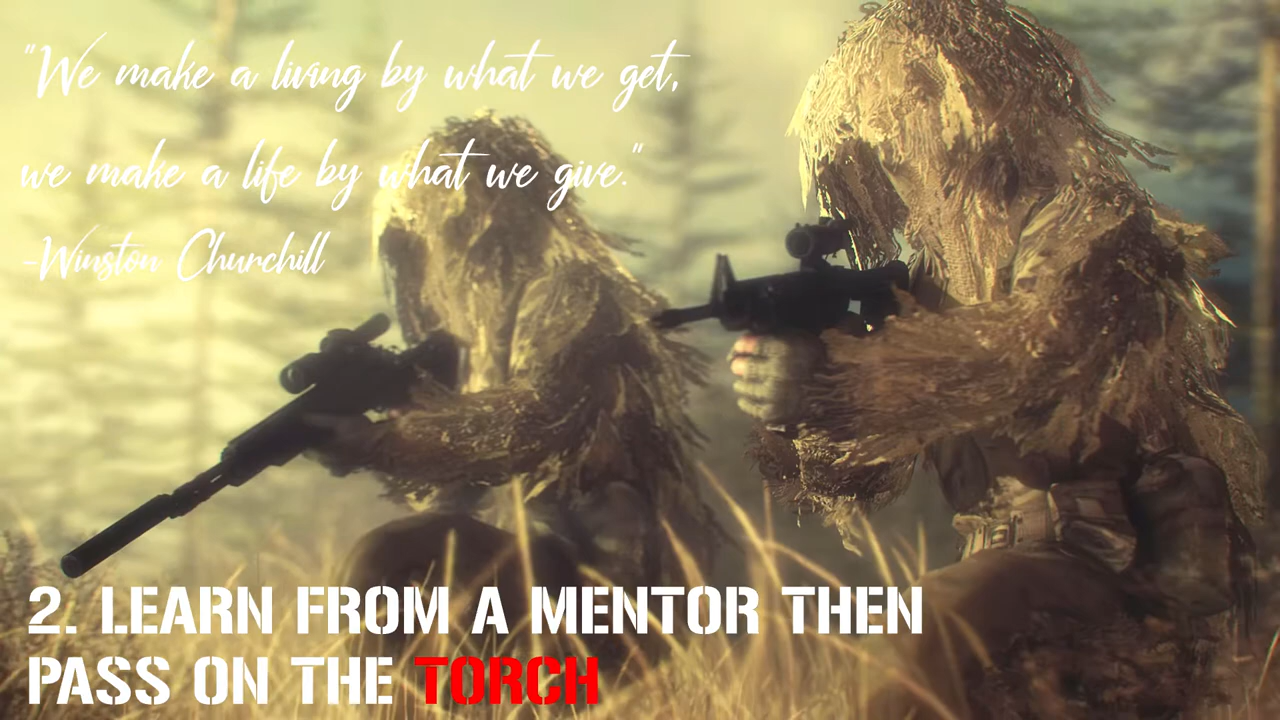 "We make a living by what we get,
we make a life by what we give."
-Winston Churchill
2. LEARN FROM A MENTOR THEN
PASS ON THE TORCH